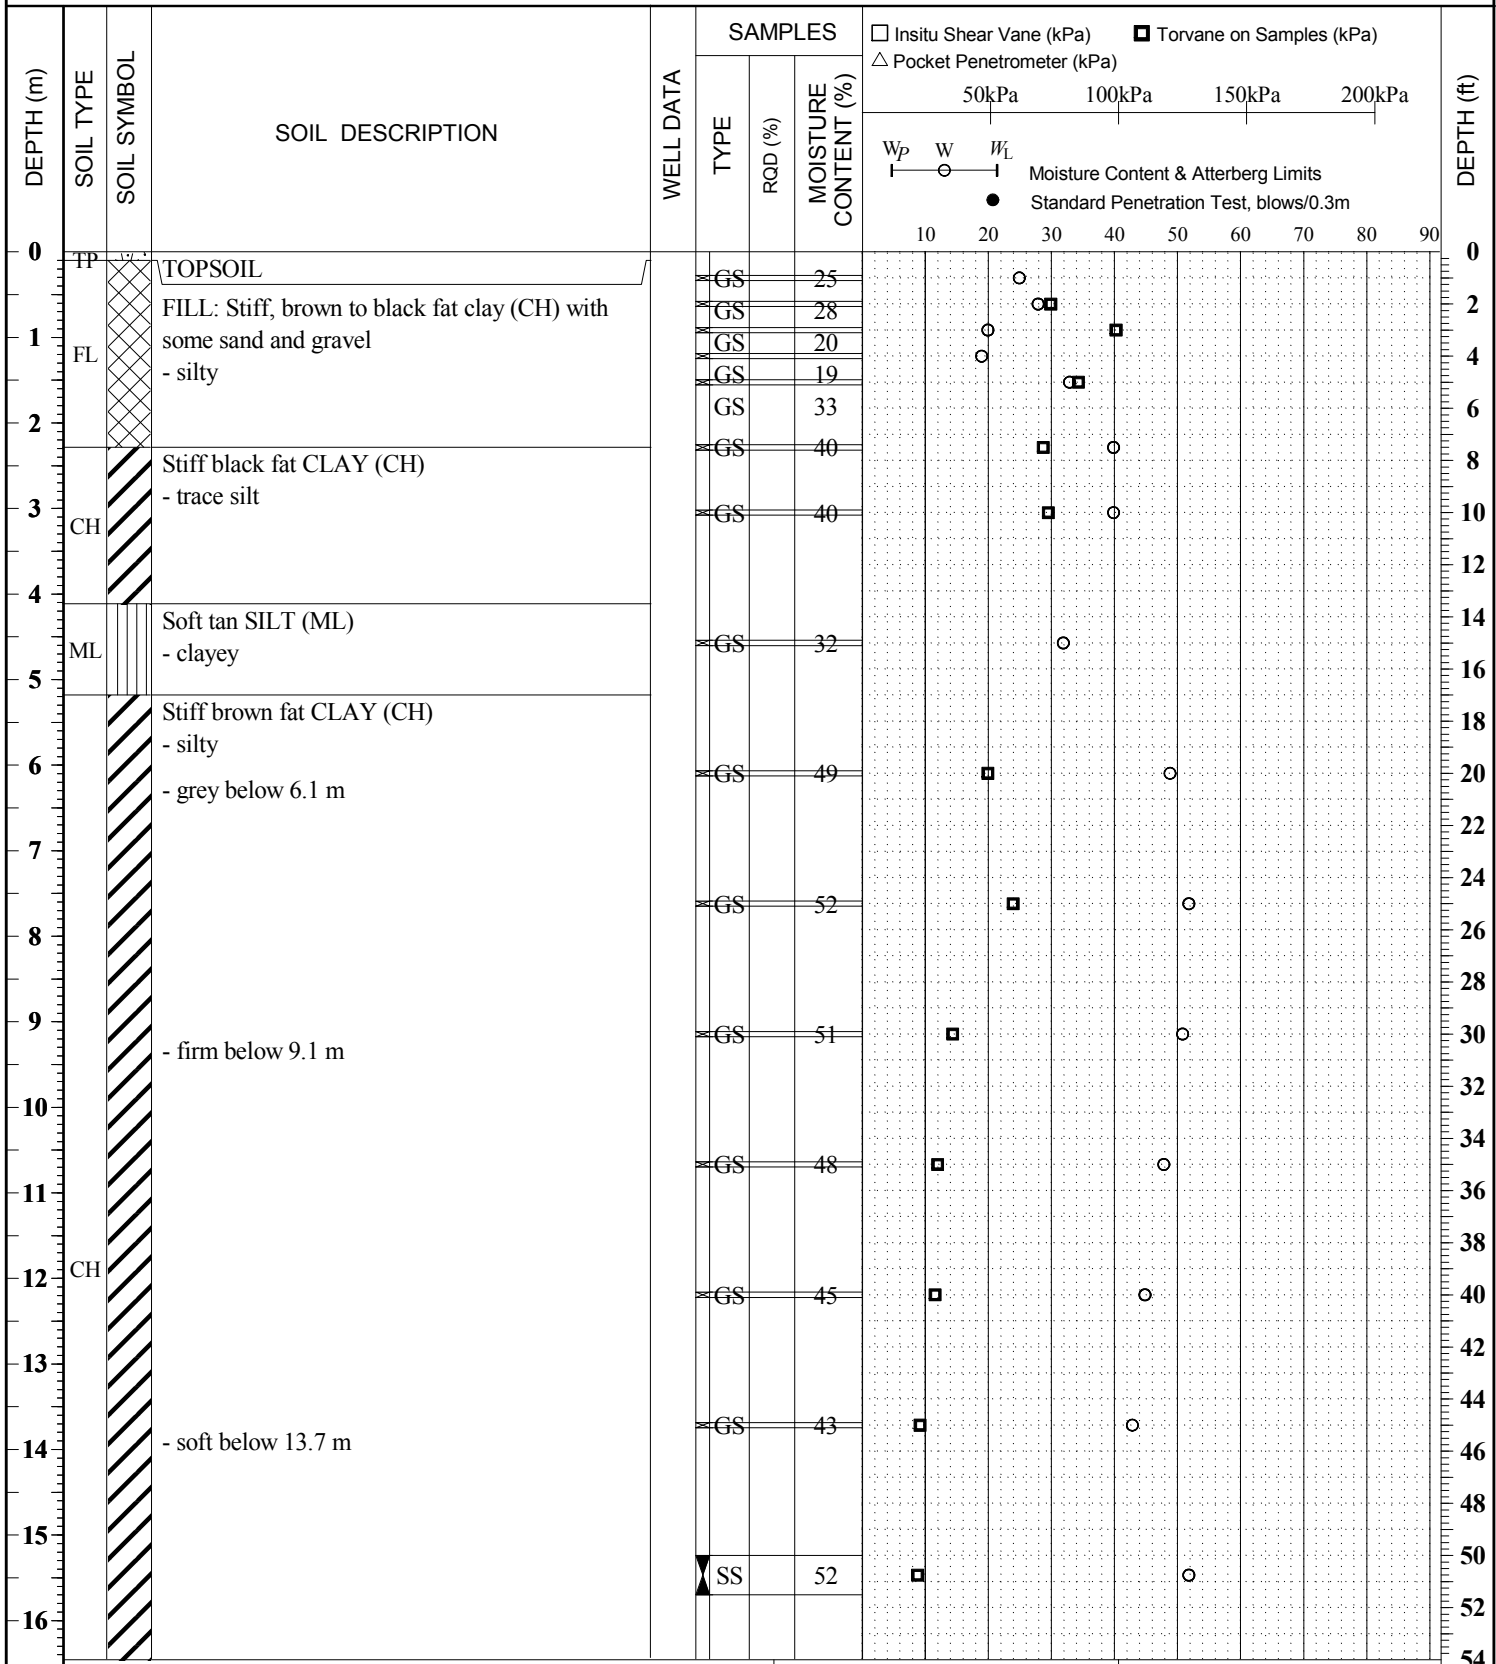 SAMPLES
DEPTH (m)
SOIL TYPE
SOIL SYMBOL
SOIL DESCRIPTION
WELL DATA
TYPE
RQD (%)
MOISTURE
CONTENT (%)
Insitu Shear Vane (kPa)
Torvane on Samples (kPa)
Pocket Penetrometer (kPa)
50kPa 100kPa 150kPa 200kPa
WP W WL
Moisture Content & Atterberg Limits
Standard Penetration Test, blows/0.3m
10 20 30 40 50 60 70 80 90
DEPTH (ft)
0
1
2
3
4
5
6
7
8
9
10
11
12
13
14
15
16
TP
FL
CH
ML
CH
TOPSOIL
FILL: Stiff, brown to black fat clay (CH) with
some sand and gravel
- silty
Stiff black fat CLAY (CH)
- trace silt
Soft tan SILT (ML)
- clayey
Stiff brown fat CLAY (CH)
- silty
- grey below 6.1 m
- firm below 9.1 m
- soft below 13.7 m
GS 25
GS 28
GS 20
GS 19
GS 33
GS 40
GS 40
GS 32
GS 49
GS 52
GS 51
GS 48
GS 45
GS 43
SS 52
0
2
4
6
8
10
12
14
16
18
20
22
24
26
28
30
32
34
36
38
40
42
44
46
48
50
52
54